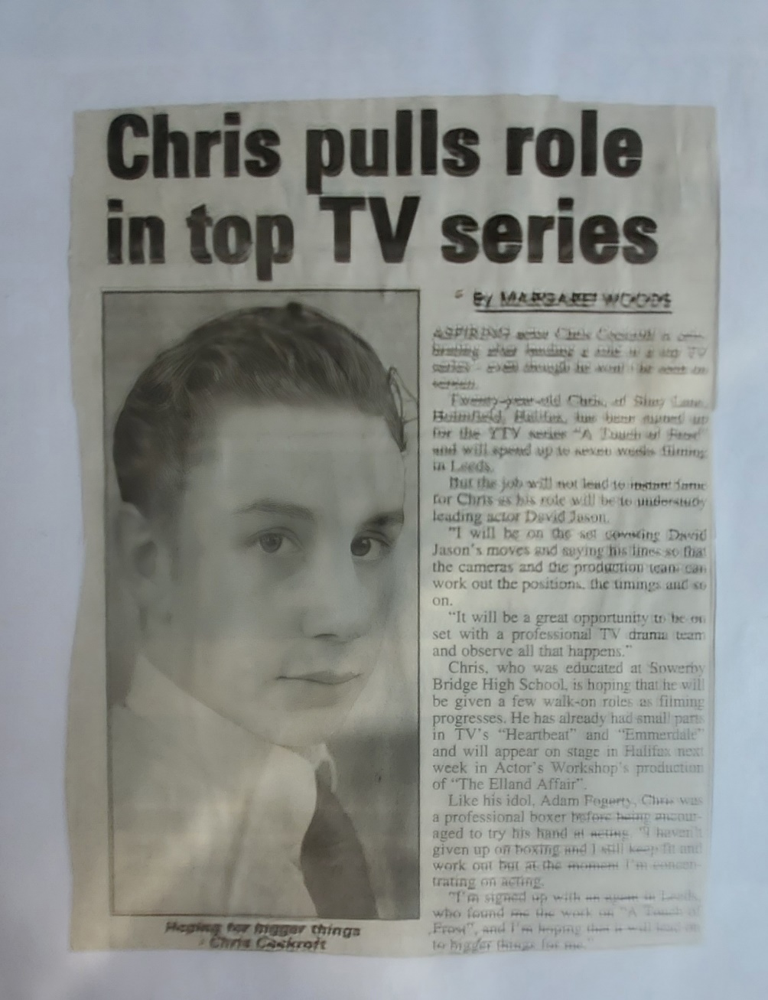 Chris pulls role
in top TV series
By MARGARET WOODS
ASPIRING actor Chris is
after landing a role in a top TV
series - even though he won't be seen on
screen.
Twenty-year-old Chris, of Lane,
Holmfield, Halifax, has been signed up
for the YTV series "A Touch of Frost"
and will spend up to seven weeks filming
in Leeds.
But the job will not lead to instant fame
for Chris as his role will be to understudy
leading actor David Jason.
"I will be on the set David
Jason's moves and saying his lines so that
the cameras and the production team can
work out the positions, the timings and so
on.
"It will be a great opportunity to be on
set with a professional TV drama team
and observe all that happens."
Chris, who was educated at Sowerby
Bridge High School, is hoping that he will
be given a few walk-on roles as filming
progresses. He has already had small parts
in TV's "Heartbeat" and "Emmerdale"
and will appear on stage in Halifax next
week in Actor's Workshop's production
of "The Elland Affair".
Like his idol, Adam Fogerty, Chris was
a professional boxer before being encour-
aged to try his hand at acting. "I haven't
given up on boxing and I still keep fit and
work out but at the moment I'm concen-
trating on acting.
"I'm signed up with an agent in Leeds,
who found me the work on "A Touch of
Frost", and I'm hoping that it will lead on
to bigger things for me."
Hoping for bigger things
Chris Cockroft